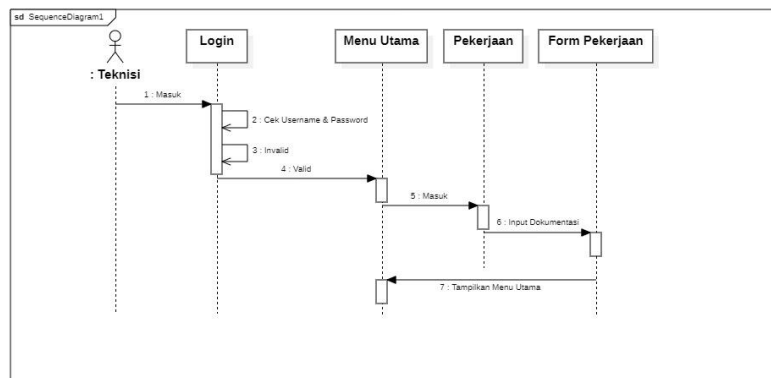 sd SequenceDiagram1
Login
Menu Utama
Pekerjaan
Form Pekerjaan
: Teknisi
1 : Masuk
2 : Cek Username & Password
3 : Invalid
4 : Valid
5 : Masuk
6 : Input Dokumentasi
7 : Tampilkan Menu Utama